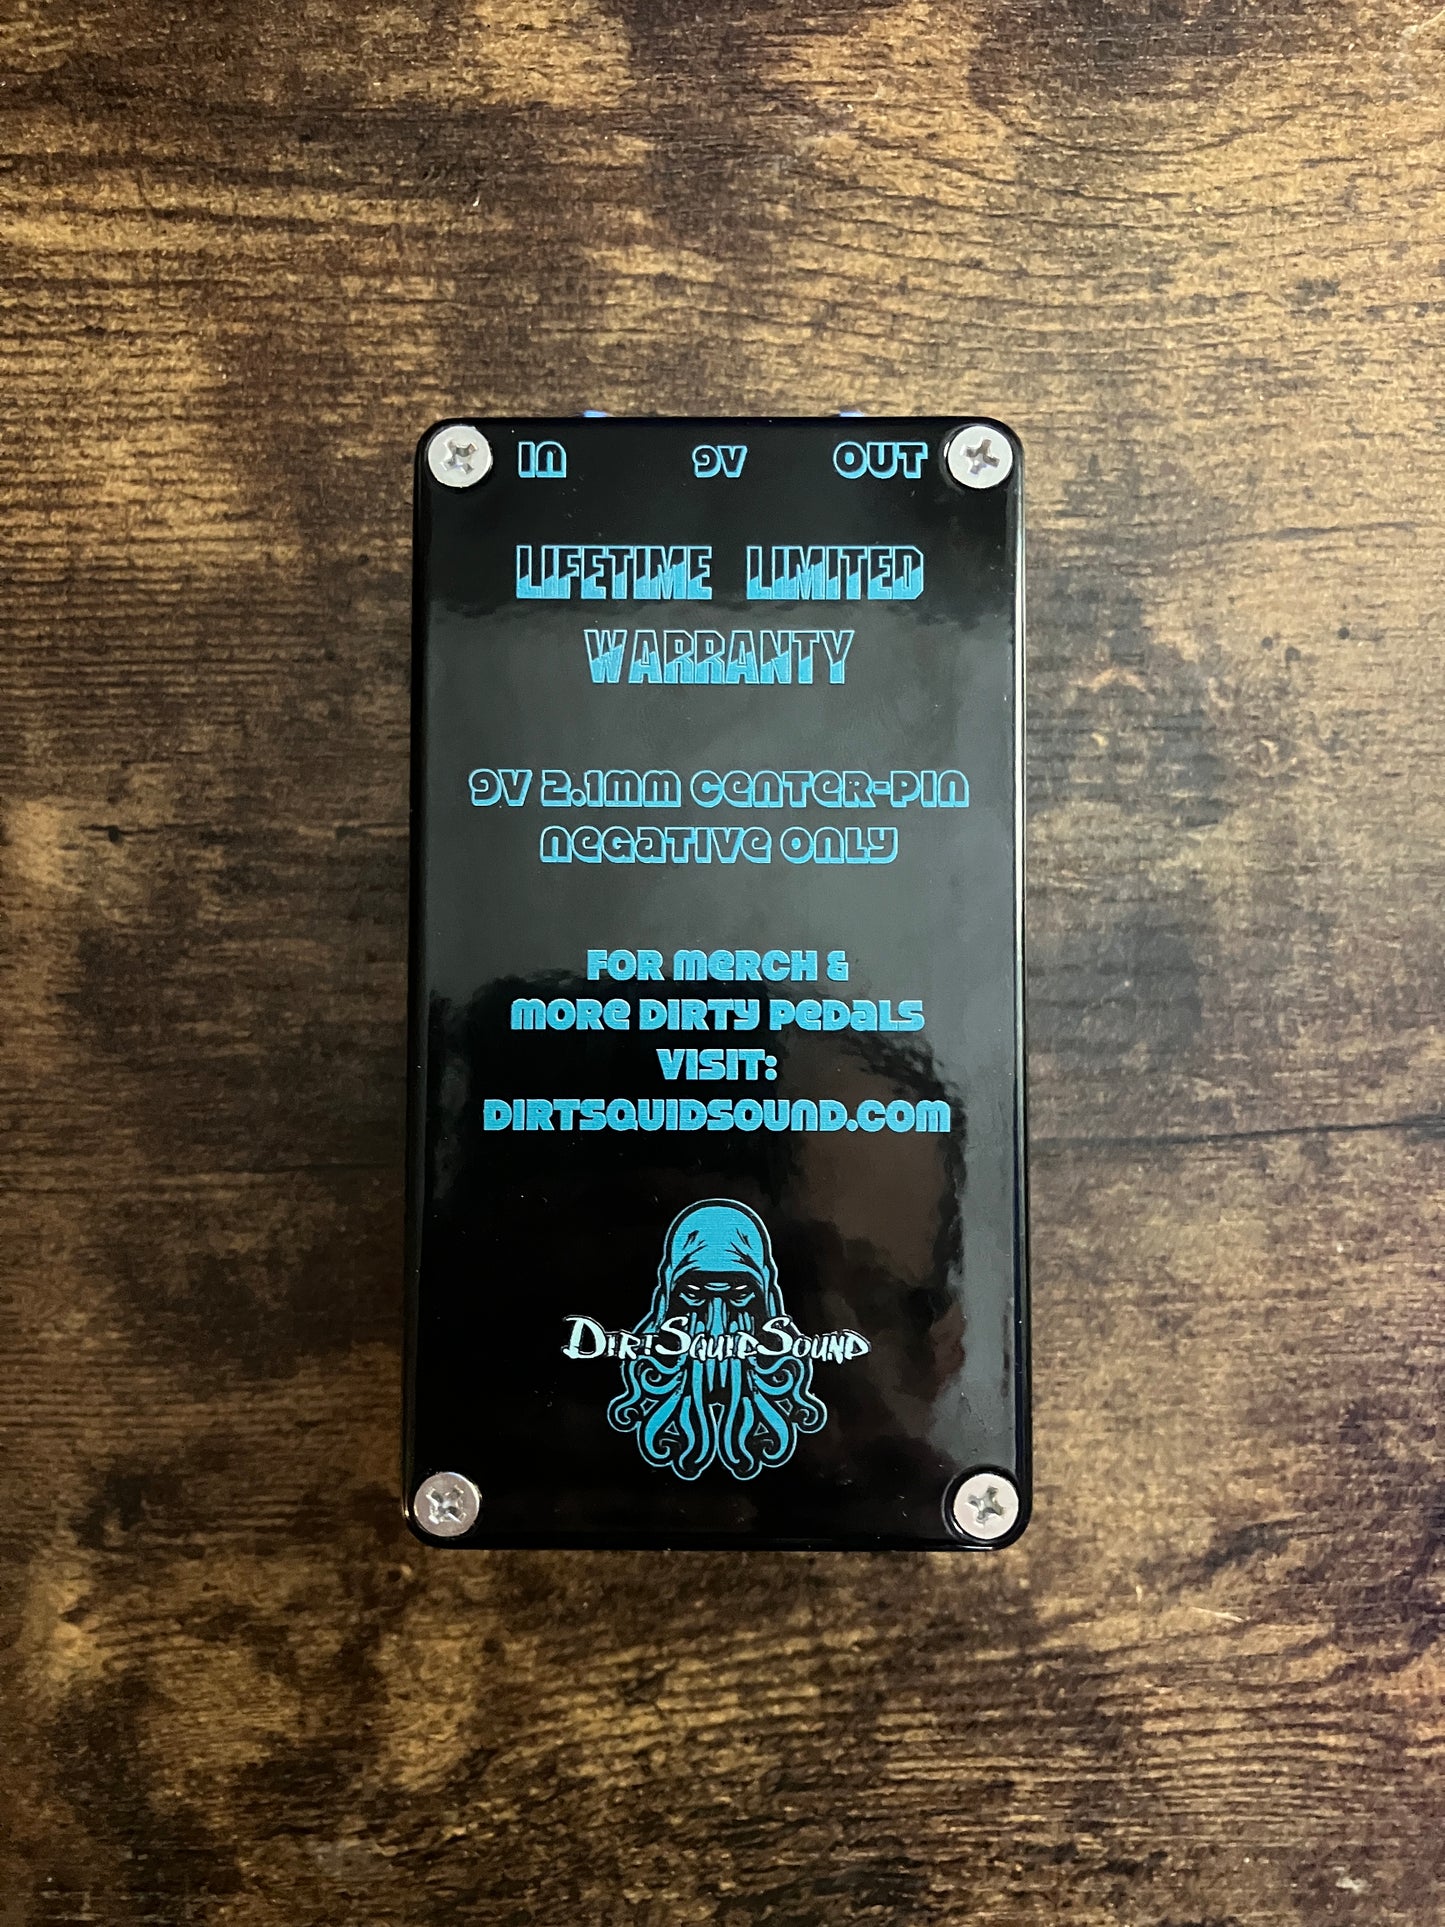 IN 9V OUT
LIFETIME LIMITED
WARRANTY
9V 2.1mm CENTER-PIN
NEGATIVE ONLY
FOR MERCH &
MORE DIRTY PEDALS
VISIT:
DIRTSQUIDSOUND.COM
DIRTSQUIDSOUND